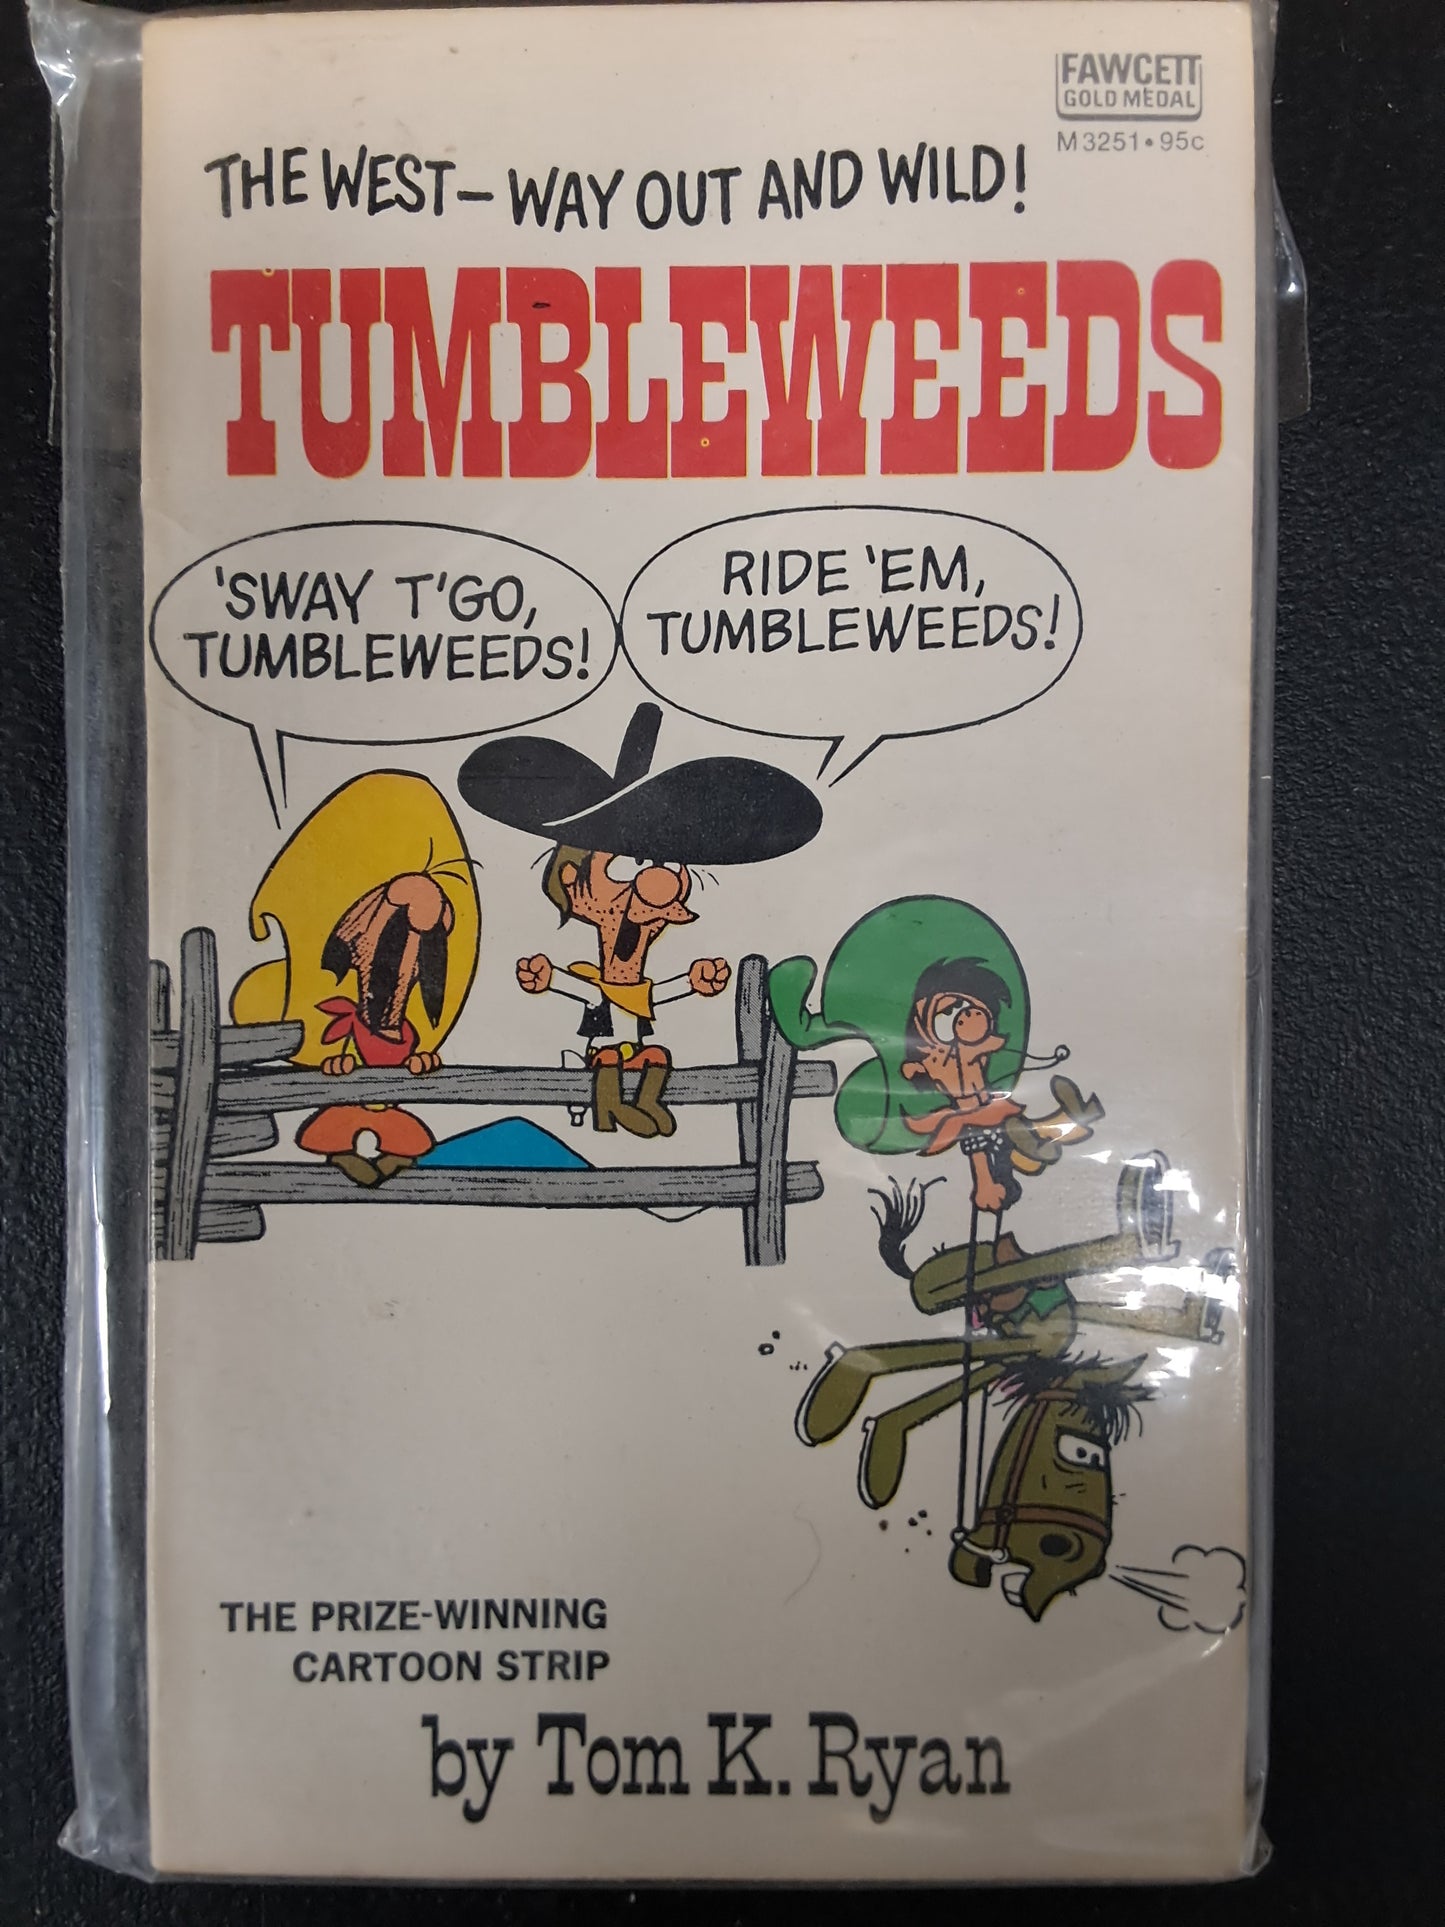 FAWCETT
GOLD MEDAL
M3251•95c
THE WEST–WAY OUT AND WILD!
TUMBLEWEEDS
'SWAY T'GO,
TUMBLEWEEDS!
RIDE 'EM,
TUMBLEWEEDS!
THE PRIZE-WINNING
CARTOON STRIP
by Tom K. Ryan